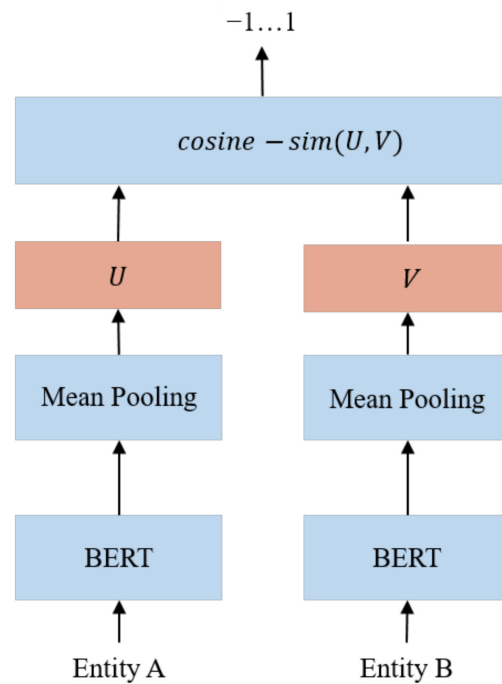 −1…1
cosine − sim(U, V)
U V
Mean Pooling Mean Pooling
BERT BERT
Entity A Entity B